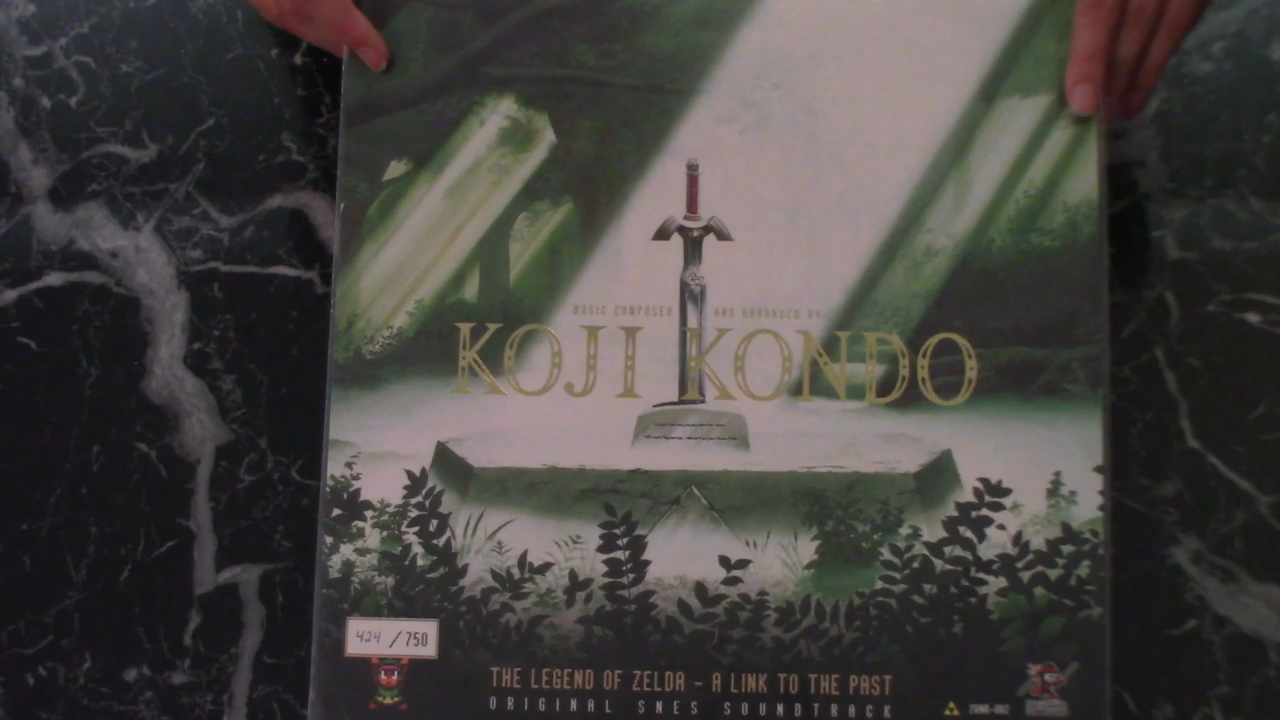 MUSIC COMPOSED AND ARRANGED BY
KOJI KONDO
424 / 750
THE LEGEND OF ZELDA - A LINK TO THE PAST
ORIGINAL SNES SOUNDTRACK